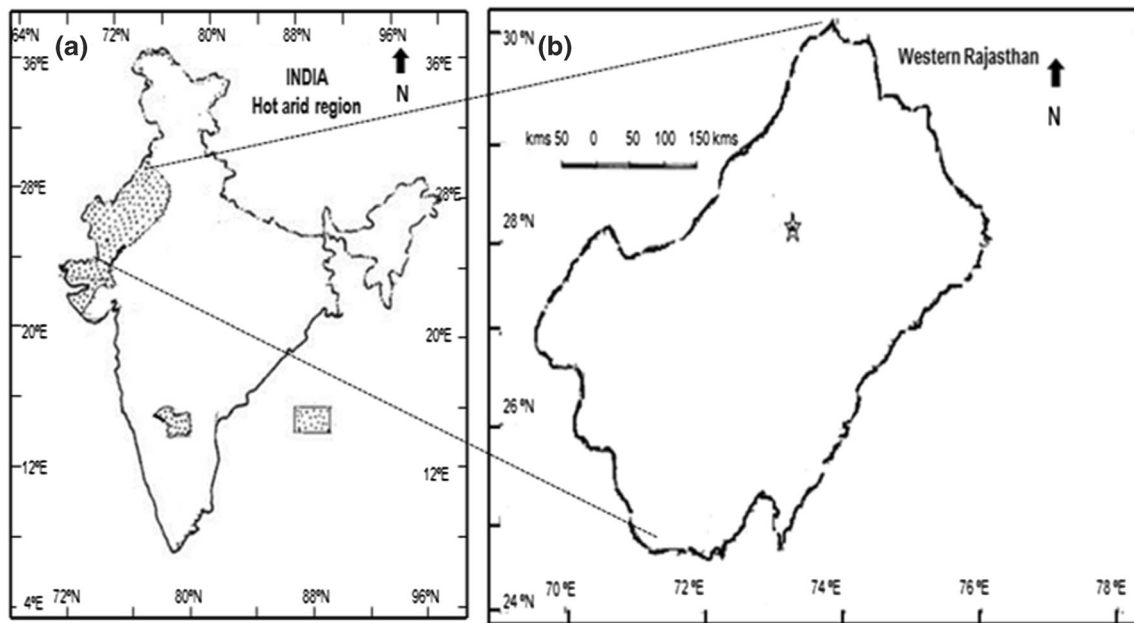 64ºN 72ºN 80ºN 88ºN 96ºN
(a)
36ºE 36ºE
INDIA
Hot arid region
N
28ºE 28ºE
20ºE 20ºE
12ºE 12ºE
4ºE
72ºN 80ºN 88ºN 96ºN
30ºN
(b)
Western Rajasthan
N
kms 50 0 50 100 150 kms
28ºN
26ºN
24ºN
70ºE 72ºE 74ºE 76ºE 78ºE